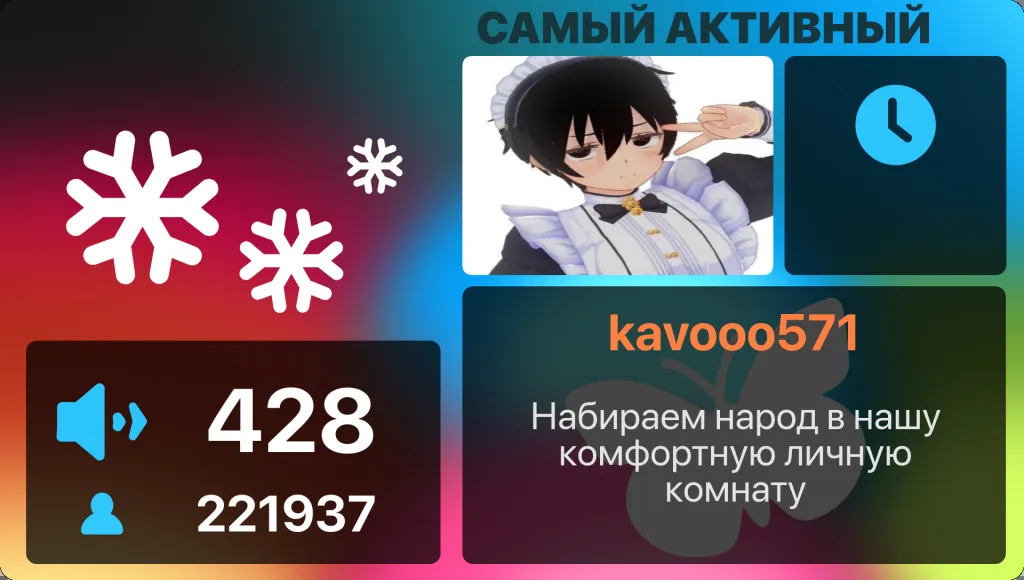 САМЫЙ АКТИВНЫЙ
kavooo571
Набираем народ в нашу
комфортную личную
комнату
428
221937